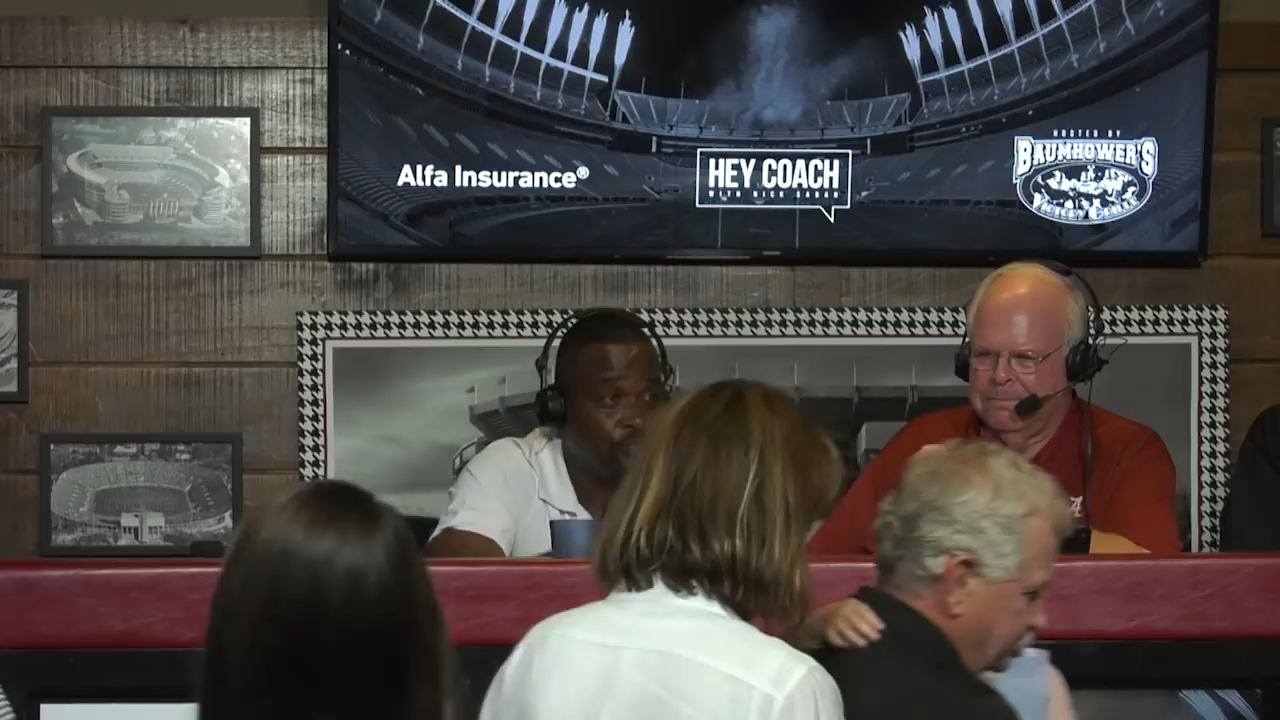 Alfa Insurance®
HEY COACH
WITH NICK SABAN
HOSTED BY
BAUMHOWER'S
VICTORY GRILLE
A